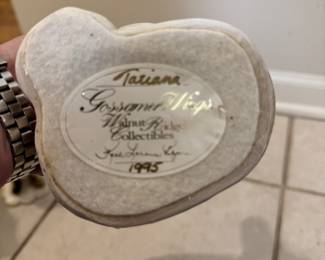 Tatiana
Gossamer Wings
Walnut Ridge
Collectibles
1995